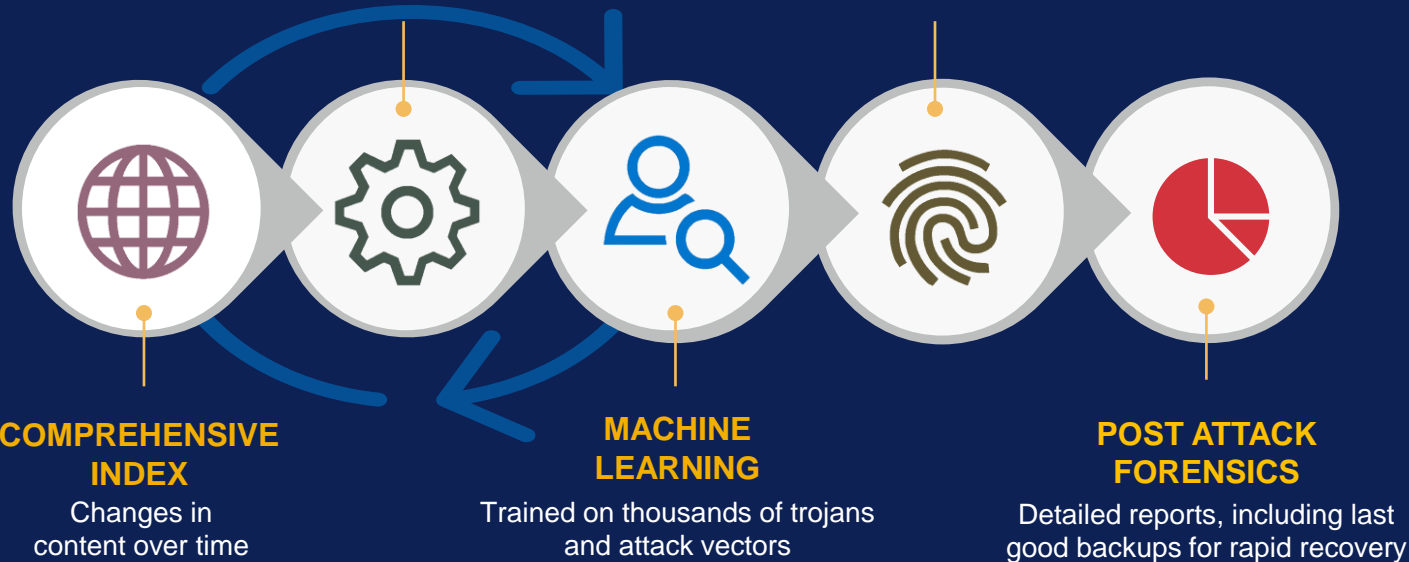 COMPREHENSIVE
INDEX
Changes in
content over time
MACHINE
LEARNING
Trained on thousands of trojans
and attack vectors
POST ATTACK
FORENSICS
Detailed reports, including last
good backups for rapid recovery